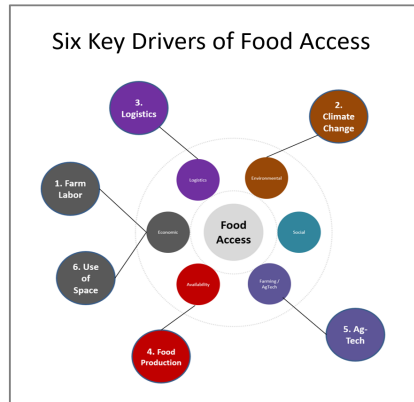 Six Key Drivers of Food Access
3.
Logistics
2.
Climate
Change
1. Farm
Labor
Logistics
Environmental
Economic
Food
Access
Social
6. Use
of
Space
Availability
Farming /
AgTech
4. Food
Production
5. Ag-
Tech